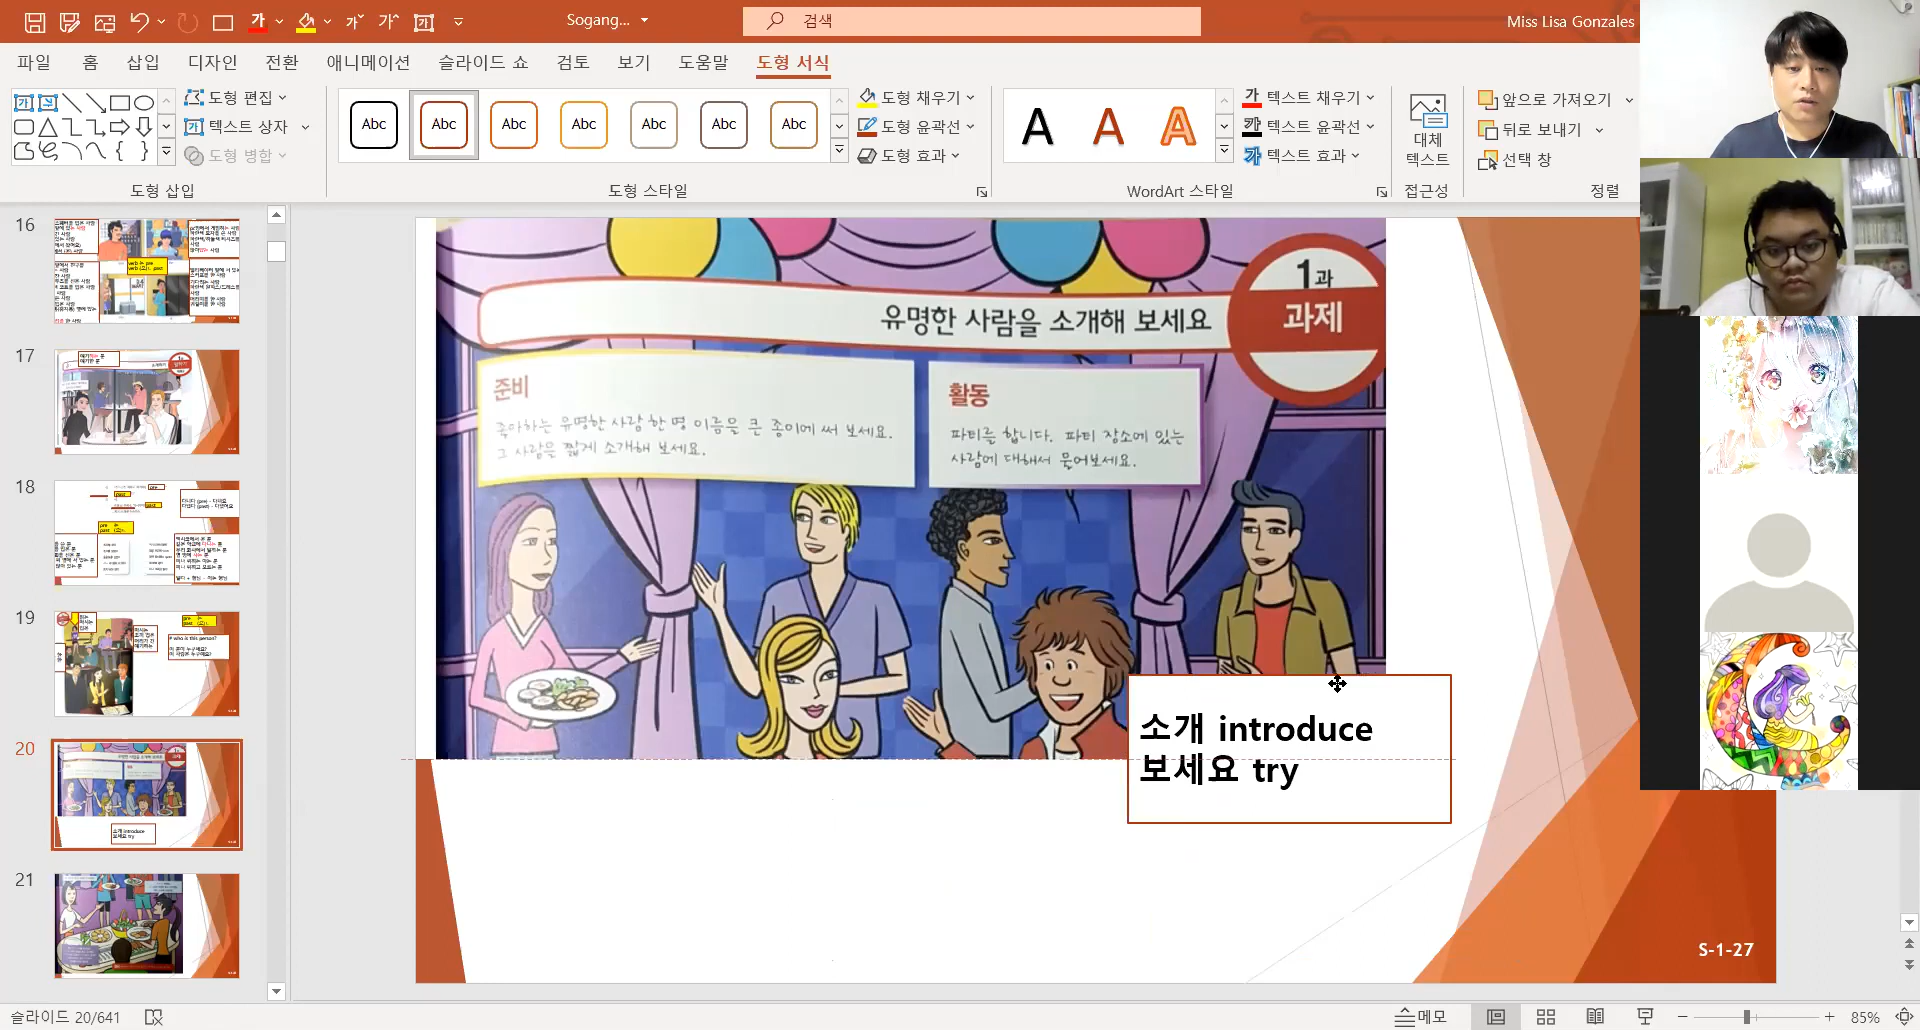 Sogang...
검색
Miss Lisa Gonzales
파일 홈 삽입 디자인 전환 애니메이션 슬라이드 쇼 검토 보기 도움말 도형 서식
도형 편집
텍스트 상자
도형 병합
도형 삽입
Abc Abc Abc Abc Abc Abc Abc
도형 스타일
도형 채우기
도형 윤곽선
도형 효과
A A A
WordArt 스타일
텍스트 채우기
텍스트 윤곽선
텍스트 효과
대체
텍스트
접근성
앞으로 가져오기
뒤로 보내기
선택 창
정렬
16
17
18
19
# who is this person?
20
소개 introduce
보세요 try
21
1과
과제
유명한 사람을 소개해 보세요
준비
좋아하는 유명한 사람 한 명 이름을 큰 종이에 써 보세요.
그 사람을 짧게 소개해 보세요.
활동
파티를 합니다. 파티 장소에 있는
사람에 대해서 물어보세요.
소개 introduce
보세요 try
S-1-27
슬라이드 20/641
메모
85%